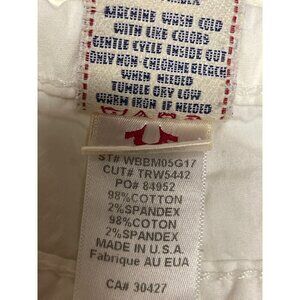 MACHINE WASH COLD
WITH LIKE COLORS
GENTLE CYCLE INSIDE OUT
ONLY NON-CHLORINE BLEACH
WHEN NEEDED
TUMBLE DRY LOW
WARM IRON IF NEEDED
ST# WBBM05G17
CUT# TRW5442
PO# 84952
98%COTTON
2%SPANDEX
98%COTON
2%SPANDEX
MADE IN U.S.A.
Fabrique AU EUA
CA# 30427